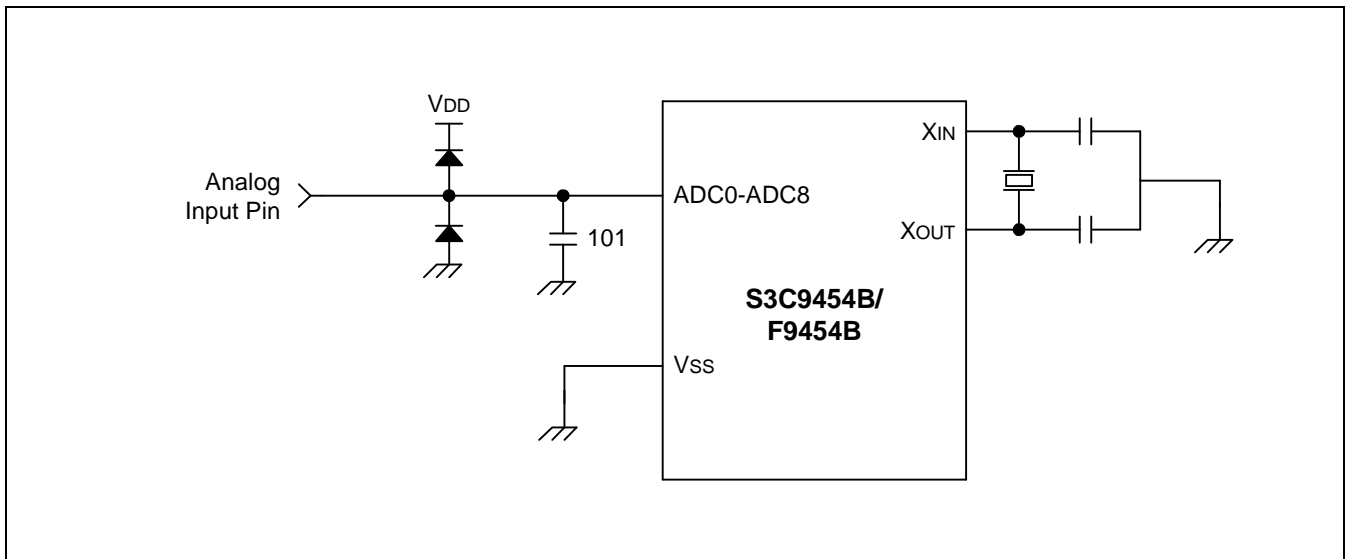 VDD
Analog
Input Pin
ADC0-ADC8
101
XIN
XOUT
S3C9454B/
F9454B
VSS